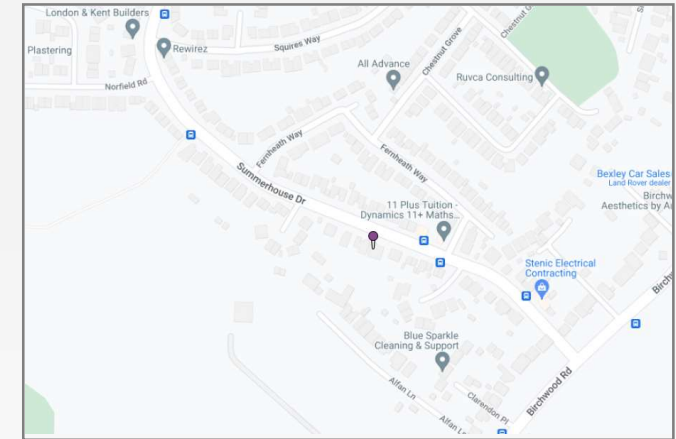 London & Kent Builders
Plastering
Rewirez
Squires Way
Norfield Rd
All Advance
Chestnut Grove
Chestnut G
Ruvca Consulting
Fernheath Way
Fernheath Way
Summerhouse Dr
11 Plus Tuition -
Dynamics 11+ Maths...
Bexley Car Sales
Land Rover dealer
Birchw
Aesthetics by A
Stenic Electrical
Contracting
Birch
Blue Sparkle
Cleaning & Support
Alfan Ln
Alfan L
Clarendon Pl
Birchwood Rd